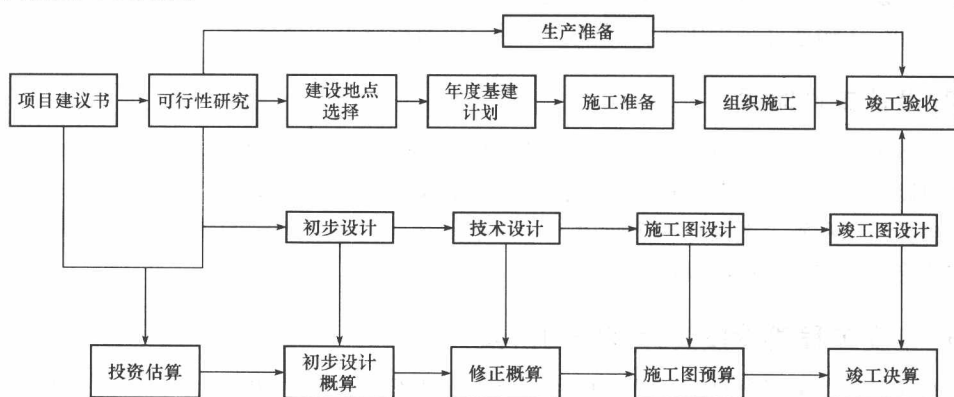 生产准备
项目建议书
可行性研究
建设地点
选择
年度基建
计划
施工准备
组织施工
竣工验收
初步设计
技术设计
施工图设计
竣工图设计
投资估算
初步设计
概算
修正概算
施工图预算
竣工决算